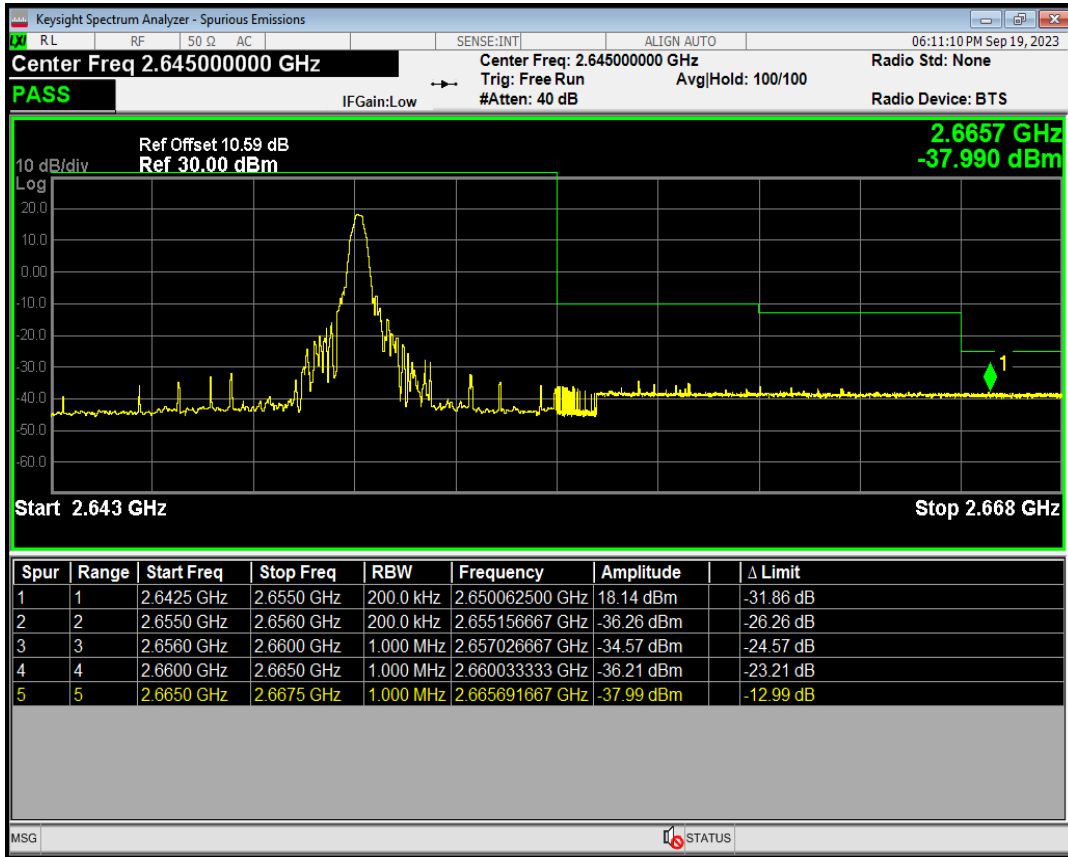 Keysight Spectrum Analyzer - Spurious Emissions
LXI RL RF 50 Ω AC SENSE:INT ALIGN AUTO 06:11:10 PM Sep 19, 2023
Center Freq 2.645000000 GHz Center Freq: 2.645000000 GHz Radio Std: None
Trig: Free Run Avg|Hold: 100/100
PASS IFGain:Low #Atten: 40 dB Radio Device: BTS
Ref Offset 10.59 dB 2.6657 GHz
10 dB/div Ref 30.00 dBm -37.990 dBm
Log
20.0
10.0
0.00
-10.0
-20.0
-30.0
1
-40.0
-50.0
-60.0
Start 2.643 GHz Stop 2.668 GHz
Spur Range Start Freq Stop Freq RBW Frequency Amplitude Δ Limit
1 1 2.6425 GHz 2.6550 GHz 200.0 kHz 2.650062500 GHz 18.14 dBm -31.86 dB
2 2 2.6550 GHz 2.6560 GHz 200.0 kHz 2.655156667 GHz -36.26 dBm -26.26 dB
3 3 2.6560 GHz 2.6600 GHz 1.000 MHz 2.657026667 GHz -34.57 dBm -24.57 dB
4 4 2.6600 GHz 2.6650 GHz 1.000 MHz 2.660033333 GHz -36.21 dBm -23.21 dB
5 5 2.6650 GHz 2.6675 GHz 1.000 MHz 2.665691667 GHz -37.99 dBm -12.99 dB
MSG STATUS